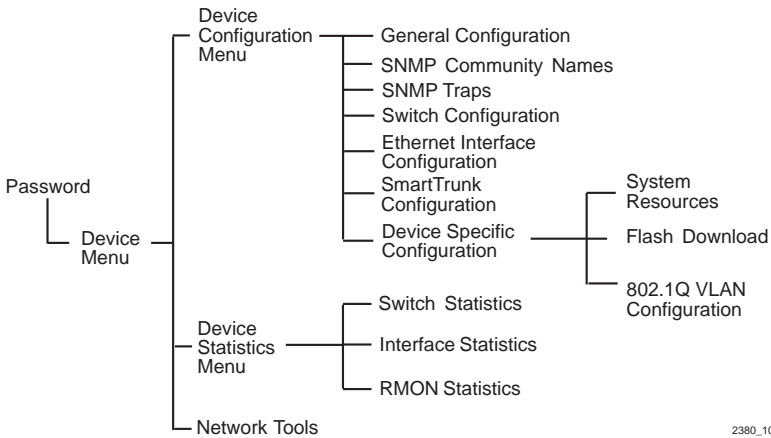 Device
Configuration
Menu
General Configuration
SNMP Community Names
SNMP Traps
Switch Configuration
Ethernet Interface
Configuration
SmartTrunk
Configuration
Device Specific
Configuration
System
Resources
Flash Download
802.1Q VLAN
Configuration
Password
Device
Menu
Device
Statistics
Menu
Switch Statistics
Interface Statistics
RMON Statistics
Network Tools
2380_10